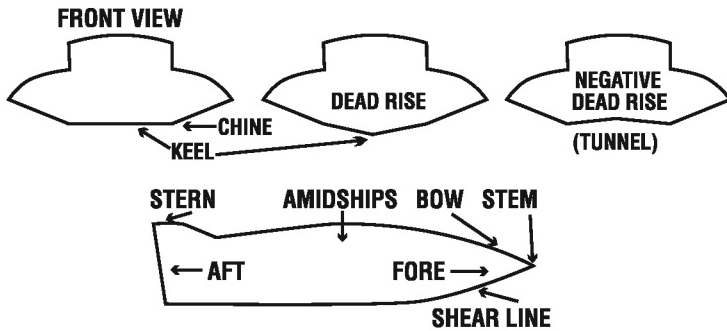 FRONT VIEW
DEAD RISE
NEGATIVE
DEAD RISE
CHINE
KEEL
(TUNNEL)
STERN
AMIDSHIPS
BOW
STEM
AFT
FORE
SHEAR LINE